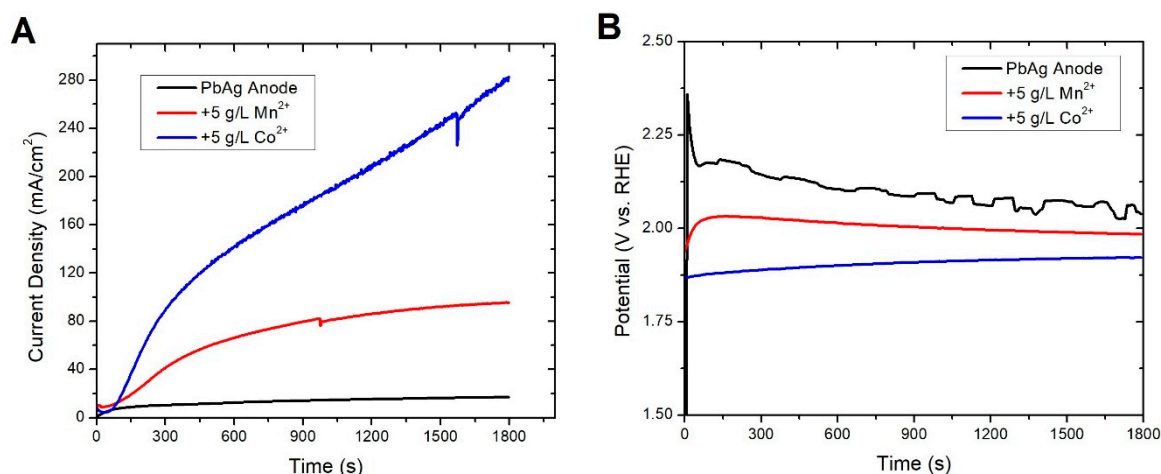 A
Current Density (mA/cm²)
280
240
200
160
120
80
40
0
PbAg Anode
+5 g/L Mn²⁺
+5 g/L Co²⁺
0 300 600 900 1200 1500 1800
Time (s)
B
Potential (V vs. RHE)
2.50
2.25
2.00
1.75
1.50
PbAg Anode
+5 g/L Mn²⁺
+5 g/L Co²⁺
0 300 600 900 1200 1500 1800
Time (s)